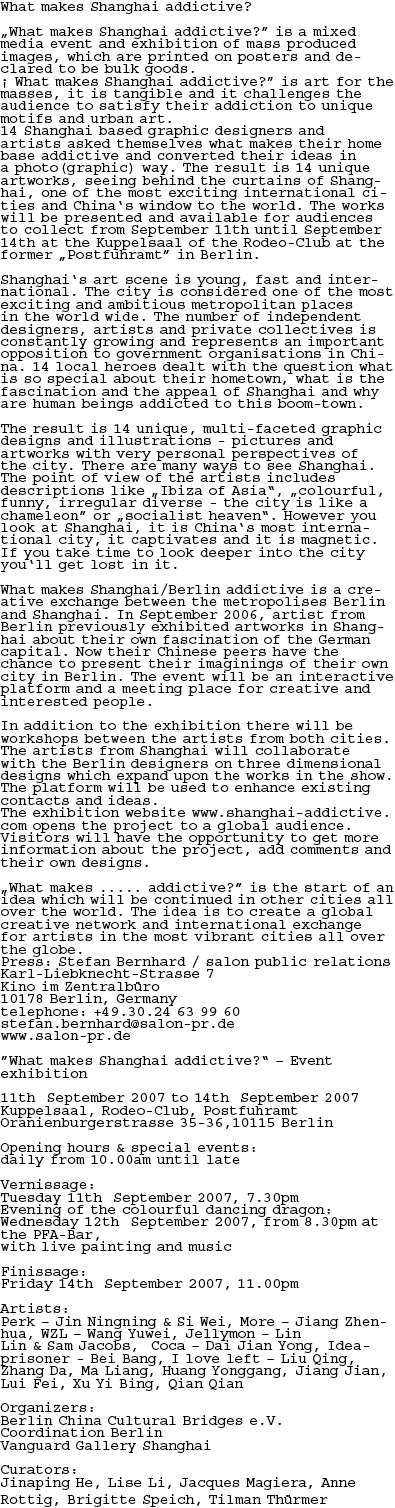 What makes Shanghai addictive?
„What makes Shanghai addictive?” is a mixed
media event and exhibition of mass produced
images, which are printed on posters and de-
clared to be bulk goods.
¡ What makes Shanghai addictive?” is art for the
masses, it is tangible and it challenges the
audience to satisfy their addiction to unique
motifs and urban art.
14 Shanghai based graphic designers and
artists asked themselves what makes their home
base addictive and converted their ideas in
a photo(graphic) way. The result is 14 unique
artworks, seeing behind the curtains of Shang-
hai, one of the most exciting international ci-
ties and China‘s window to the world. The works
will be presented and available for audiences
to collect from September 11th until September
14th at the Kuppelsaal of the Rodeo-Club at the
former „Postfuhramt” in Berlin.
Shanghai‘s art scene is young, fast and inter-
national. The city is considered one of the most
exciting and ambitious metropolitan places
in the world wide. The number of independent
designers, artists and private collectives is
constantly growing and represents an important
opposition to government organisations in Chi-
na. 14 local heroes dealt with the question what
is so special about their hometown, what is the
fascination and the appeal of Shanghai and why
are human beings addicted to this boom-town.
The result is 14 unique, multi-faceted graphic
designs and illustrations - pictures and
artworks with very personal perspectives of
the city. There are many ways to see Shanghai.
The point of view of the artists includes
descriptions like „Ibiza of Asia“, „colourful,
funny, irregular diverse - the city is like a
chameleon” or „socialist heaven“. However you
look at Shanghai, it is China‘s most interna-
tional city, it captivates and it is magnetic.
If you take time to look deeper into the city
you‘ll get lost in it.
What makes Shanghai/Berlin addictive is a cre-
ative exchange between the metropolises Berlin
and Shanghai. In September 2006, artist from
Berlin previously exhibited artworks in Shang-
hai about their own fascination of the German
capital. Now their Chinese peers have the
chance to present their imaginings of their own
city in Berlin. The event will be an interactive
platform and a meeting place for creative and
interested people.
In addition to the exhibition there will be
workshops between the artists from both cities.
The artists from Shanghai will collaborate
with the Berlin designers on three dimensional
designs which expand upon the works in the show.
The platform will be used to enhance existing
contacts and ideas.
The exhibition website www.shanghai-addictive.
com opens the project to a global audience.
Visitors will have the opportunity to get more
information about the project, add comments and
their own designs.
„What makes ..... addictive?” is the start of an
idea which will be continued in other cities all
over the world. The idea is to create a global
creative network and international exchange
for artists in the most vibrant cities all over
the globe.
Press: Stefan Bernhard / salon public relations
Karl-Liebknecht-Strasse 7
Kino im Zentralbüro
10178 Berlin, Germany
telephone: +49.30.24 63 99 60
stefan.bernhard@salon-pr.de
www.salon-pr.de
”What makes Shanghai addictive?“ – Event
exhibition
11th September 2007 to 14th September 2007
Kuppelsaal, Rodeo-Club, Postfuhramt
Oranienburgerstrasse 35-36,10115 Berlin
Opening hours & special events:
daily from 10.00am until late
Vernissage:
Tuesday 11th September 2007, 7.30pm
Evening of the colourful dancing dragon:
Wednesday 12th September 2007, from 8.30pm at
the PFA-Bar,
with live painting and music
Finissage:
Friday 14th September 2007, 11.00pm
Artists:
Perk – Jin Ningning & Si Wei, More – Jiang Zhen-
hua, WZL – Wang Yuwei, Jellymon – Lin
Lin & Sam Jacobs, Coca – Dai Jian Yong, Idea-
prisoner - Bei Bang, I love left – Liu Qing,
Zhang Da, Ma Liang, Huang Yonggang, Jiang Jian,
Lui Fei, Xu Yi Bing, Qian Qian
Organizers:
Berlin China Cultural Bridges e.V.
Coordination Berlin
Vanguard Gallery Shanghai
Curators:
Jinaping He, Lise Li, Jacques Magiera, Anne
Rottig, Brigitte Speich, Tilman Thürmer